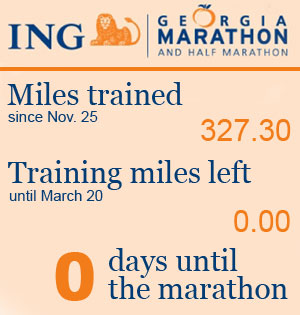 ING
GEORGIA
MARATHON
AND HALF MARATHON
Miles trained
since Nov. 25
327.30
Training miles left
until March 20
0.00
0 days until
the marathon